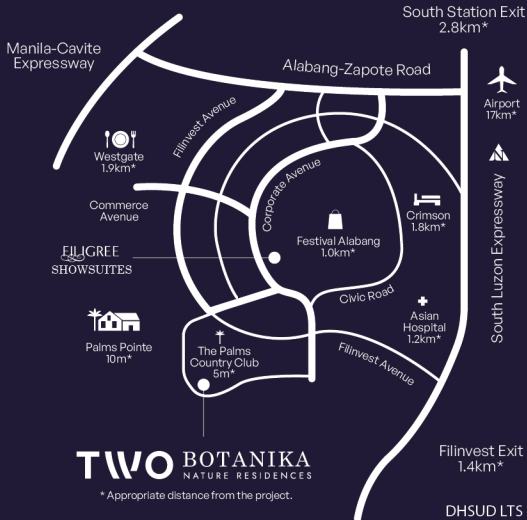 South Station Exit
2.8km*
Manila-Cavite
Expressway
Alabang-Zapote Road
Airport
17km*
Filinvest Avenue
Westgate
1.9km*
Corporate Avenue
Commerce
Avenue
Crimson
1.8km*
South Luzon Expressway
Festival Alabang
1.0km*
FILIGREE
SHOWSUITES
Civic Road
Asian
Hospital
1.2km*
Palms Pointe
10m*
The Palms
Country Club
5m*
Filinvest Avenue
TWO BOTANIKA
NATURE RESIDENCES
* Appropriate distance from the project.
Filinvest Exit
1.4km*
DHSUD LTS